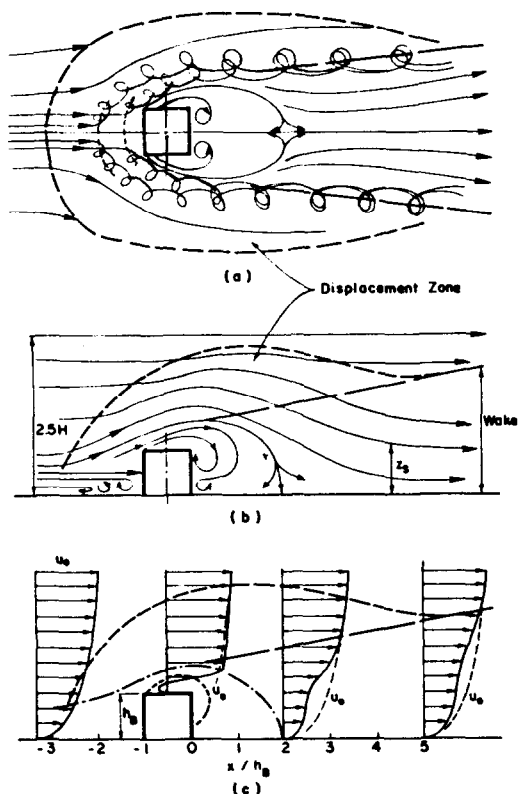 (a)
Displacement Zone
2.5H
Wake
z_s
(b)
u_o
u_o
u_o
u_o
h_B
-3 -2 -1 0 1 2 3 4 5
x / h_B
(c)